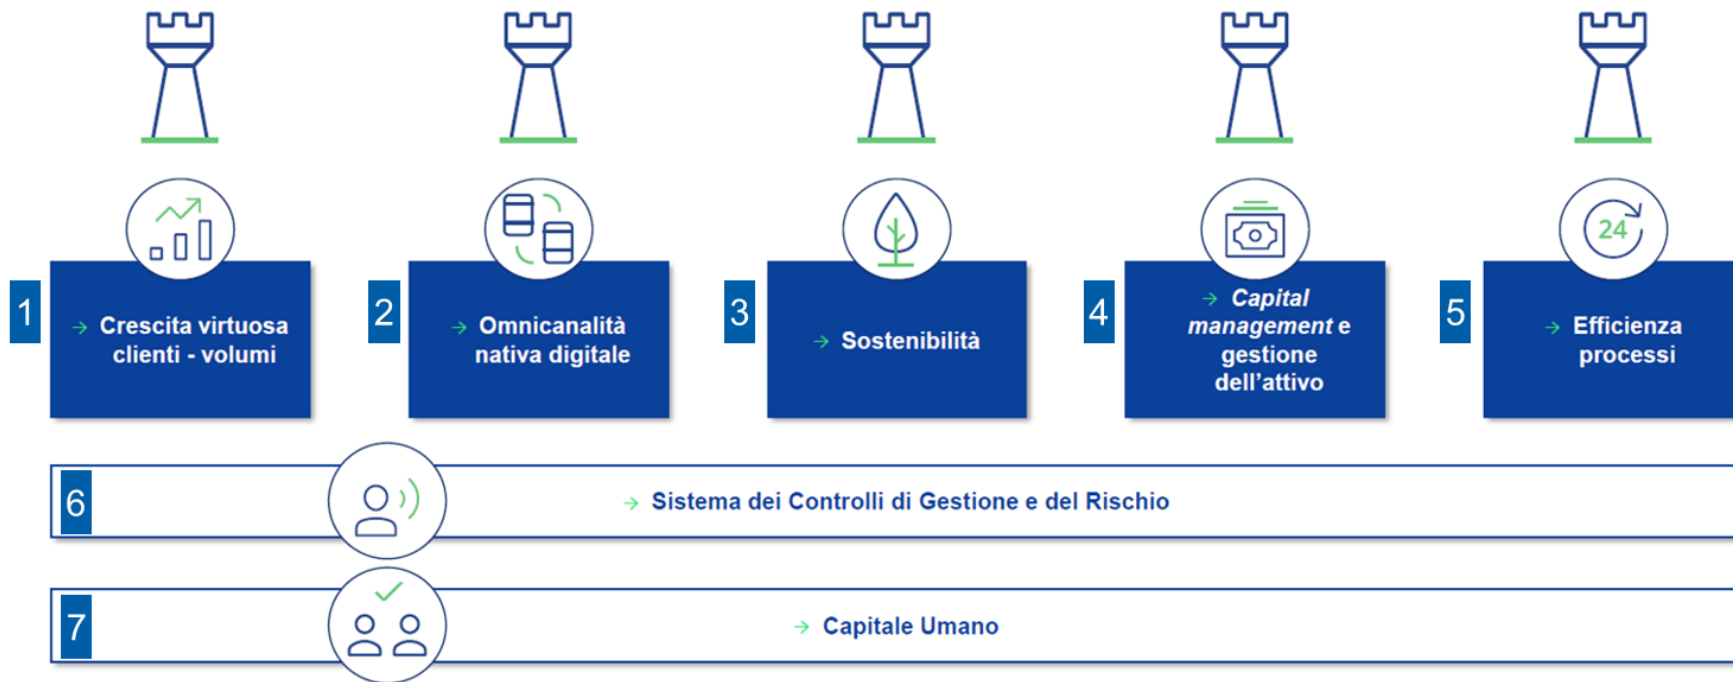 1
→ Crescita virtuosa
clienti - volumi
2
→ Omnicanalità
nativa digitale
3
→ Sostenibilità
4
→ Capital
management e
gestione
dell'attivo
24
5
→ Efficienza
processi
6
→ Sistema dei Controlli di Gestione e del Rischio
7
→ Capitale Umano